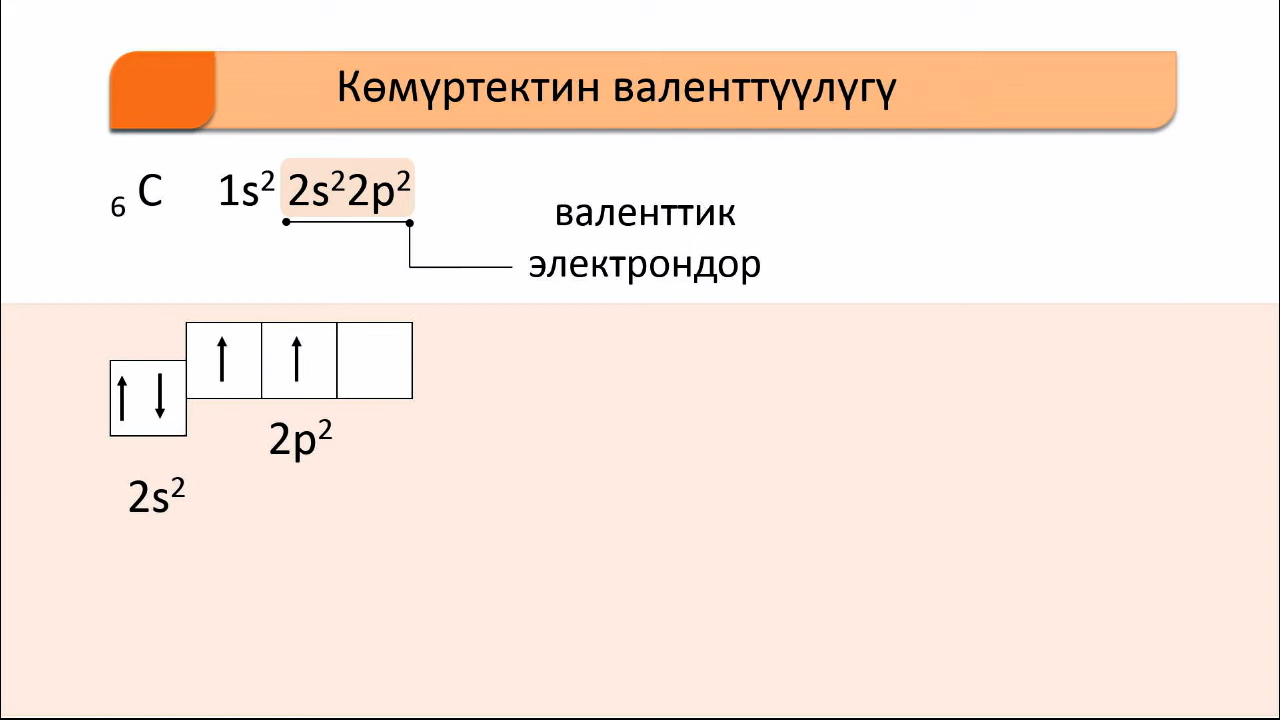 Көмүртектин валенттүүлүгү
₆ C 1s² 2s²2p²
валенттик
электрондор
2p²
2s²